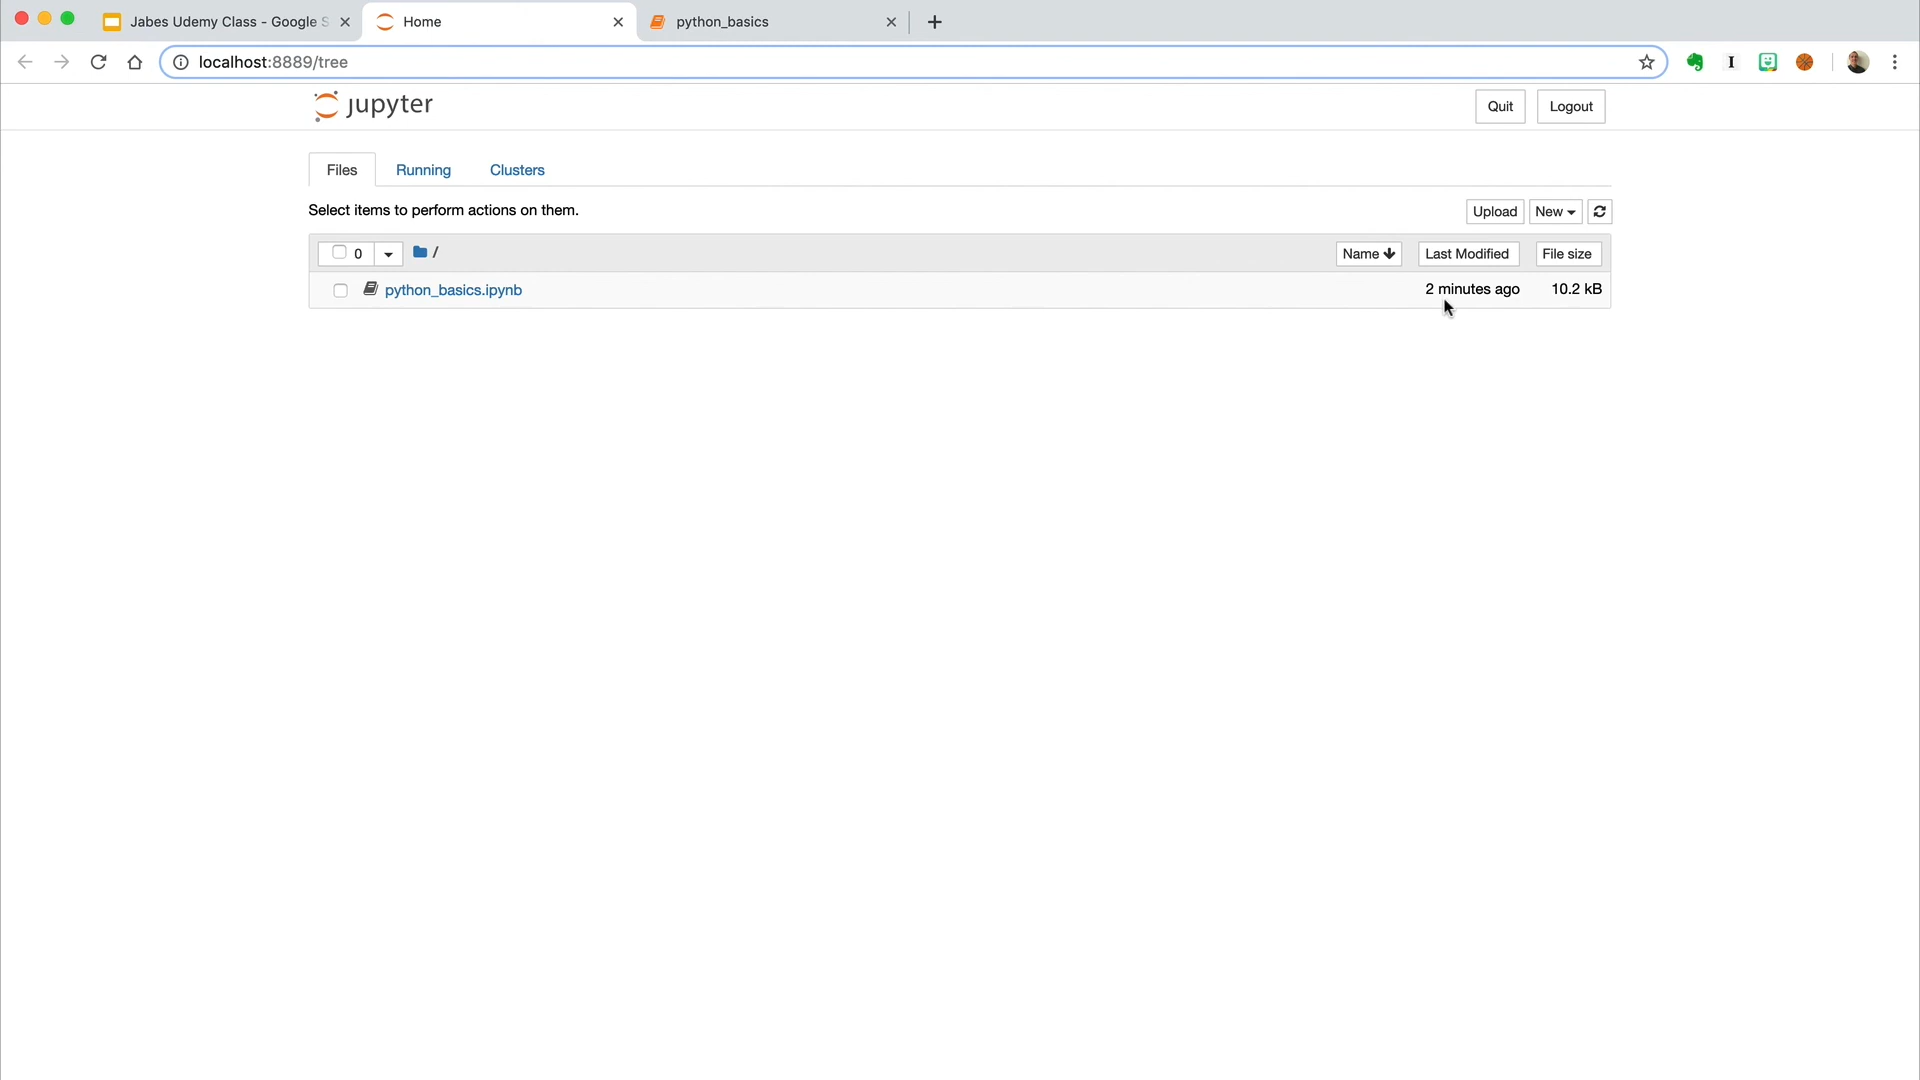 Jabes Udemy Class - Google S
Home
python_basics
localhost:8889/tree
I
jupyter
Quit
Logout
Files
Running
Clusters
Select items to perform actions on them.
Upload
New
0
/
Name
Last Modified
File size
python_basics.ipynb
2 minutes ago
10.2 kB